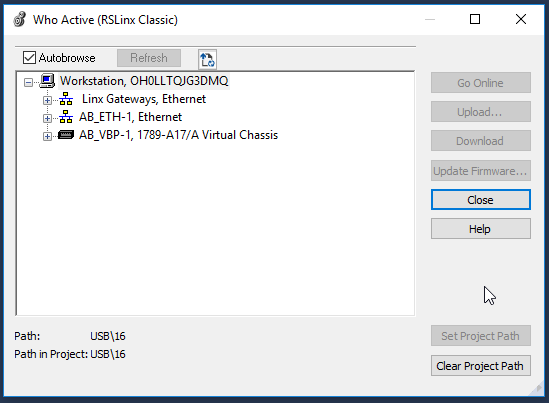 Who Active (RSLinx Classic)
Autobrowse
Refresh
Workstation, OH0LLTQJG3DMQ
Linx Gateways, Ethernet
AB_ETH-1, Ethernet
AB_VBP-1, 1789-A17/A Virtual Chassis
Go Online
Upload...
Download
Update Firmware...
Close
Help
Path: USB\16
Path in Project: USB\16
Set Project Path
Clear Project Path